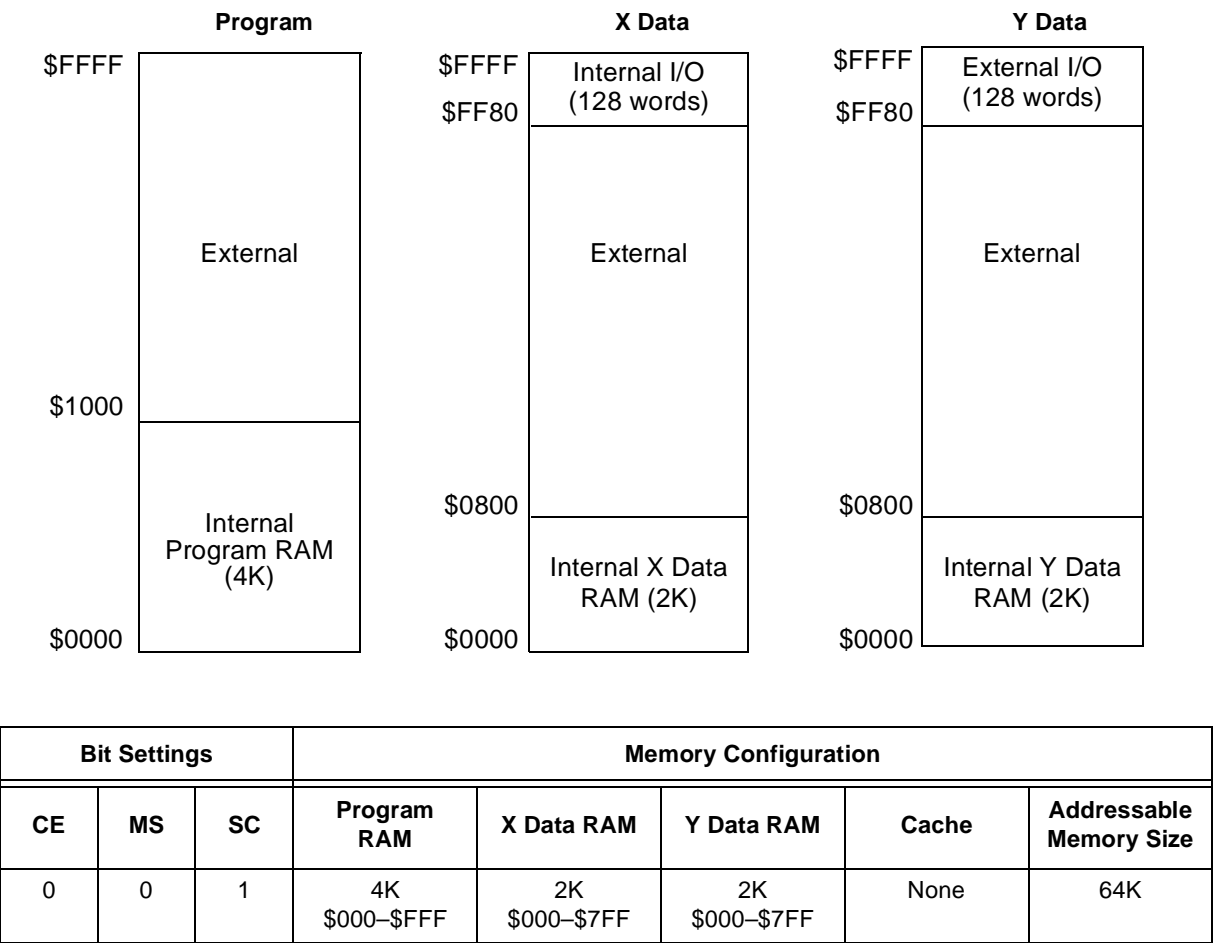 Program
X Data
Y Data
$FFFF
External
$1000
Internal
Program RAM
(4K)
$0000
$FFFF
Internal I/O
(128 words)
$FF80
External
$0800
Internal X Data
RAM (2K)
$0000
$FFFF
External I/O
(128 words)
$FF80
External
$0800
Internal Y Data
RAM (2K)
$0000
Bit Settings
Memory Configuration
CE
MS
SC
Program
RAM
X Data RAM
Y Data RAM
Cache
Addressable
Memory Size
0
0
1
4K
$000–$FFF
2K
$000–$7FF
2K
$000–$7FF
None
64K